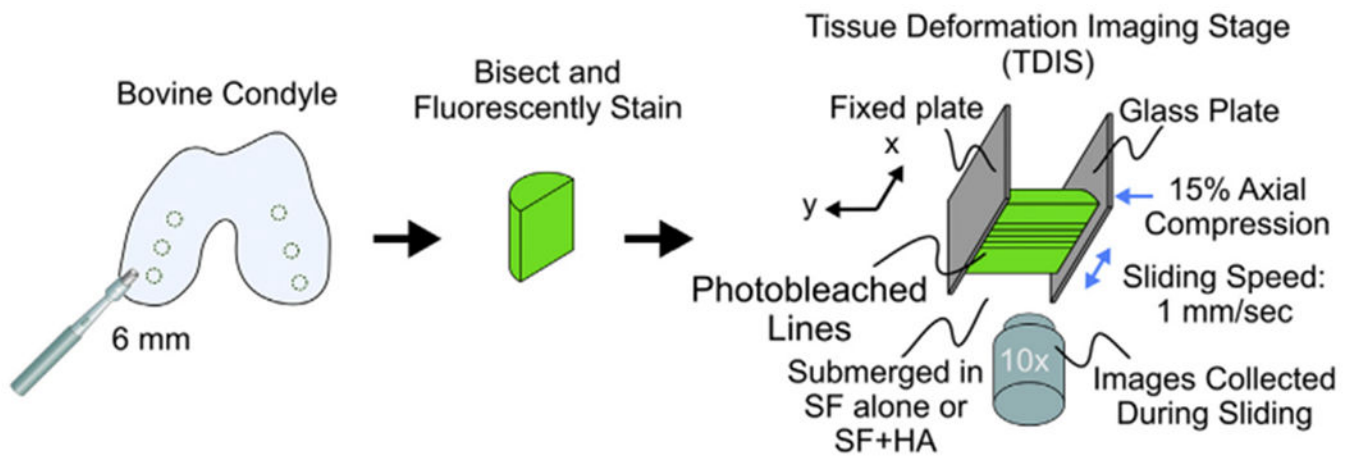 Bovine Condyle
6 mm
Bisect and
Fluorescently Stain
Tissue Deformation Imaging Stage
(TDIS)
Fixed plate
Glass Plate
x
y
15% Axial
Compression
Photobleached
Lines
Sliding Speed:
1 mm/sec
Submerged in
SF alone or
SF+HA
10x
Images Collected
During Sliding